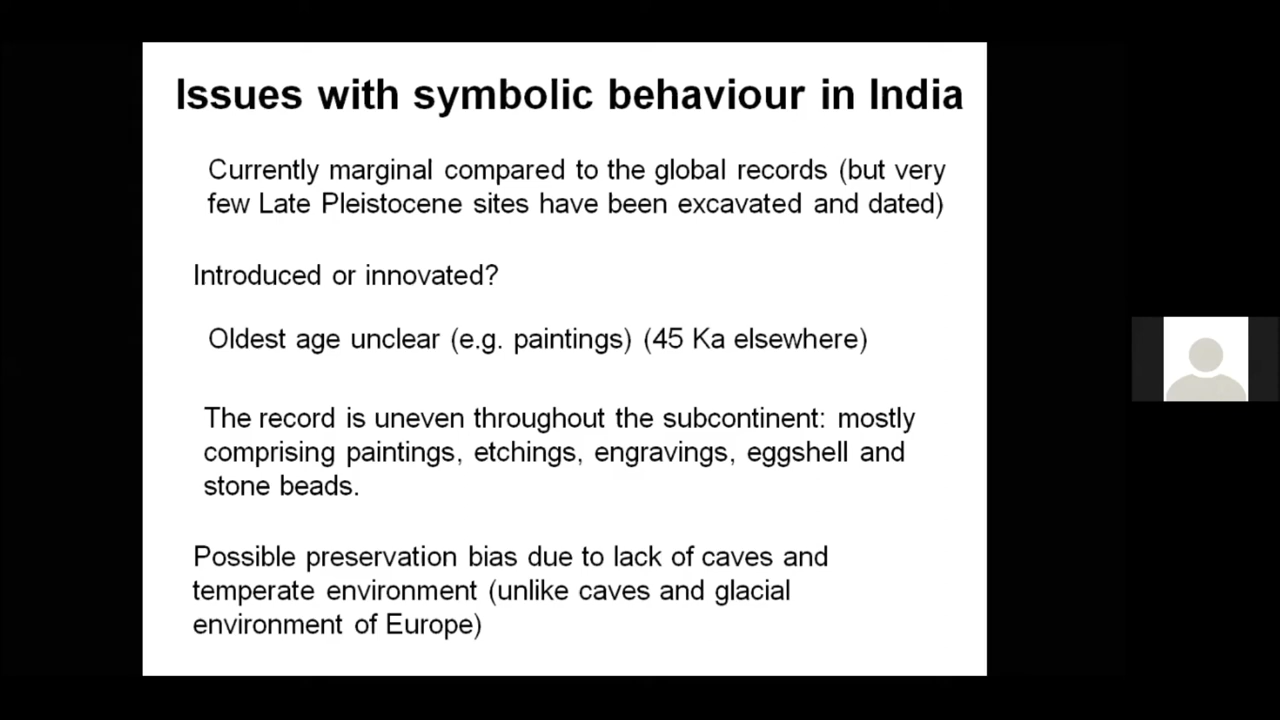 Issues with symbolic behaviour in India
Currently marginal compared to the global records (but very
few Late Pleistocene sites have been excavated and dated)
Introduced or innovated?
Oldest age unclear (e.g. paintings) (45 Ka elsewhere)
The record is uneven throughout the subcontinent: mostly
comprising paintings, etchings, engravings, eggshell and
stone beads.
Possible preservation bias due to lack of caves and
temperate environment (unlike caves and glacial
environment of Europe)